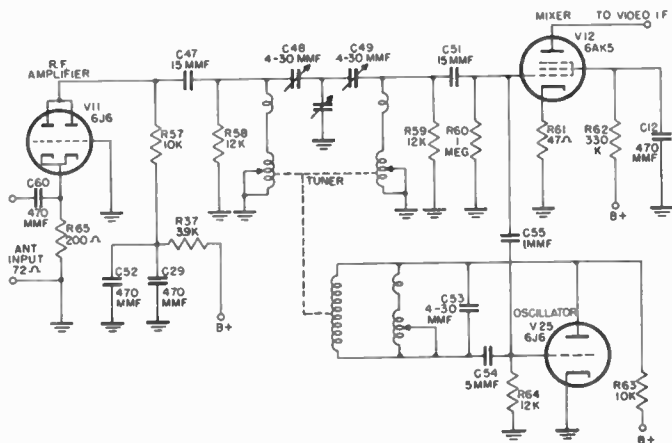 MIXER
TO VIDEO I F
R.F.
AMPLIFIER
V11
6J6
C47
15 MMF
C48
4-30 MMF
C49
4-30 MMF
C51
15 MMF
V12
6AK5
R57
10K
R58
12K
R59
12K
R60
1
MEG
R61
47Ω
R62
330
K
C12
470
MMF
B+
C60
470
MMF
R65
200Ω
ANT
INPUT
72Ω
TUNER
R37
3.9K
C52
470
MMF
C29
470
MMF
B+
C55
1MMF
C53
4-30
MMF
OSCILLATOR
V25
6J6
C54
5MMF
R64
12K
R63
10K
B+